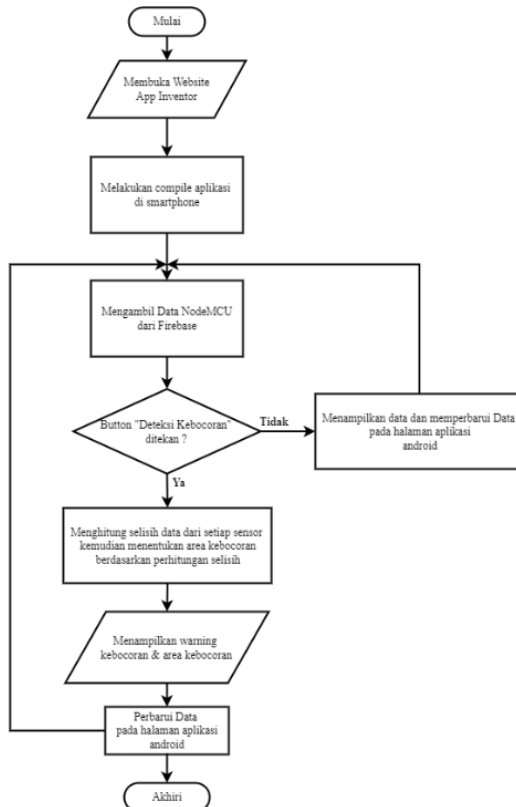 Mulai
Membuka Website
App Inventor
Melakukan compile aplikasi
di smartphone
Mengambil Data NodeMCU
dari Firebase
Button "Deteksi Kebocoran"
ditekan ?
Tidak
Menampilkan data dan memperbarui Data
pada halaman aplikasi
android
Ya
Menghitung selisih data dari setiap sensor
kemudian menentukan area kebocoran
berdasarkan perhitungan selisih
Menampilkan warning
kebocoran & area kebocoran
Perbarui Data
pada halaman aplikasi
android
Akhiri